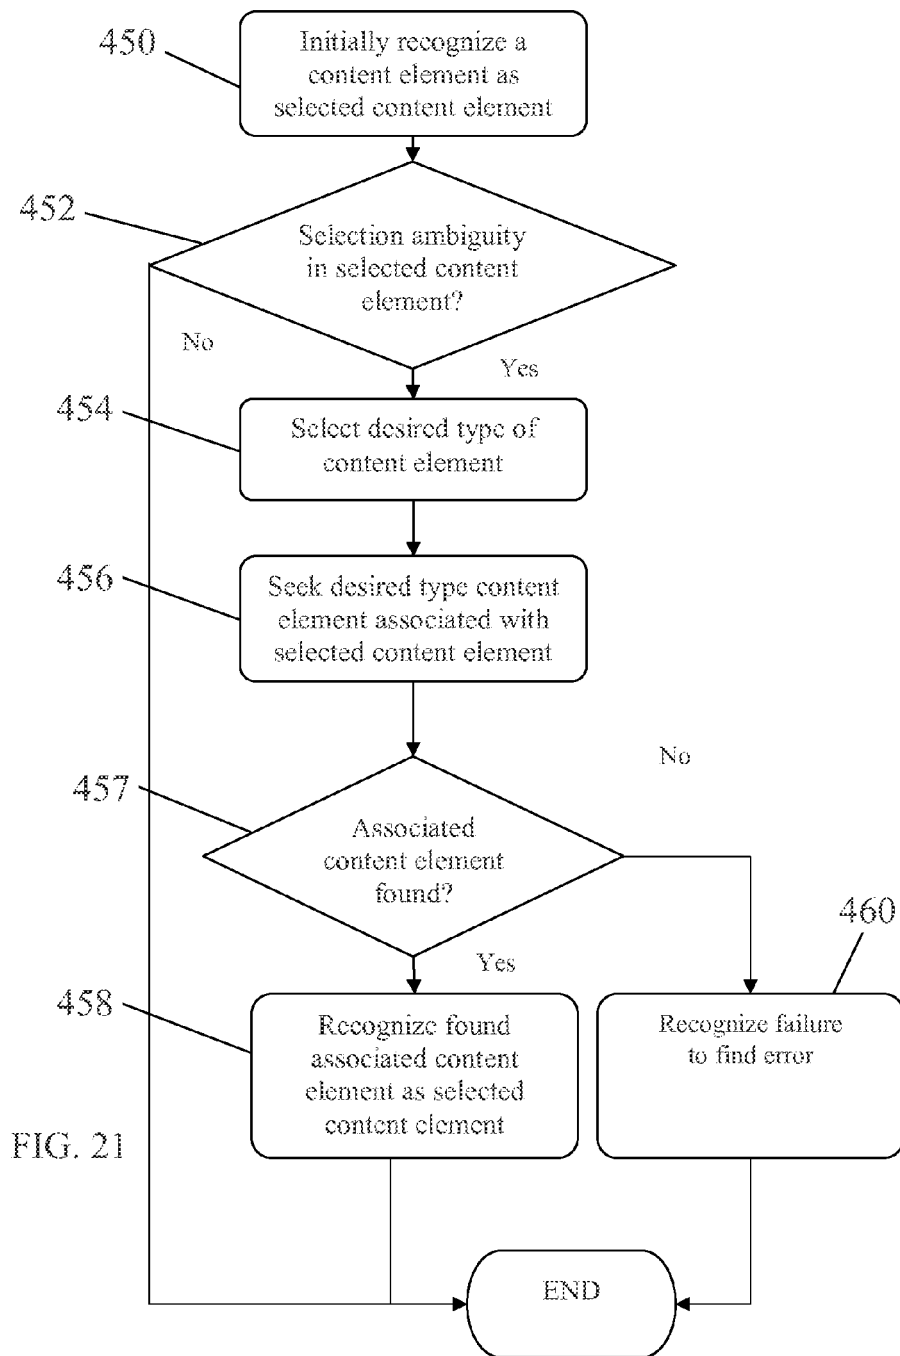 450
Initially recognize a
content element as
selected content element
452
Selection ambiguity
in selected content
element?
No
Yes
454
Select desired type of
content element
456
Seek desired type content
element associated with
selected content element
457
No
Associated
content element
found?
Yes
460
458
Recognize found
associated content
element as selected
content element
Recognize failure
to find error
FIG. 21
END